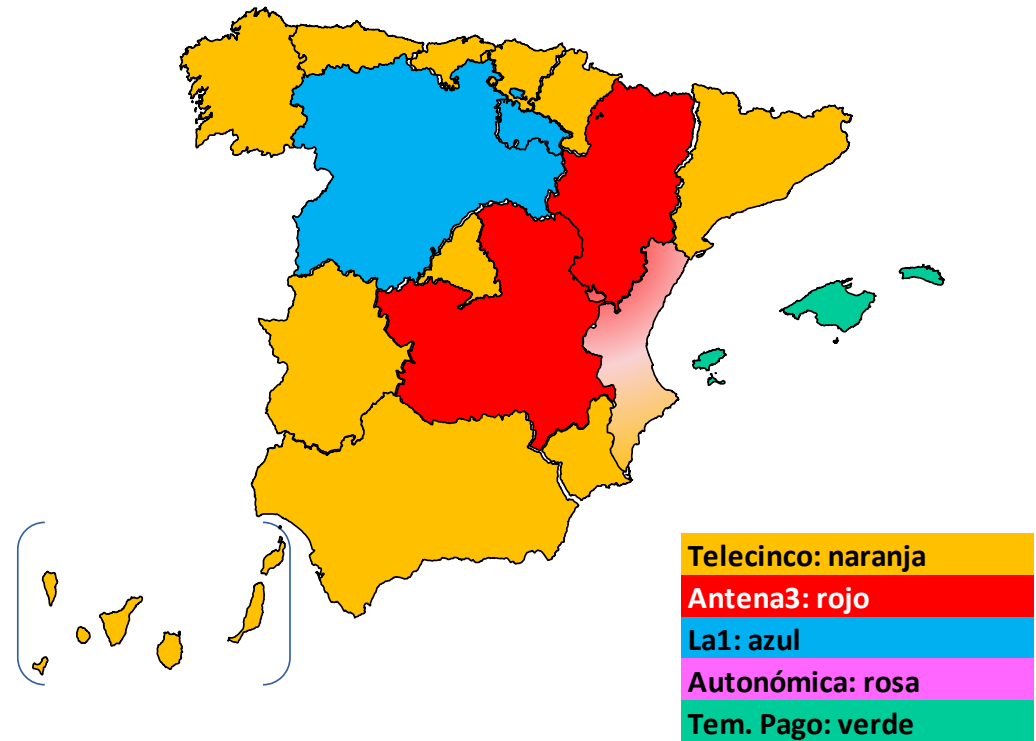 Telecinco: naranja
Antena3: rojo
La1: azul
Autonómica: rosa
Tem. Pago: verde